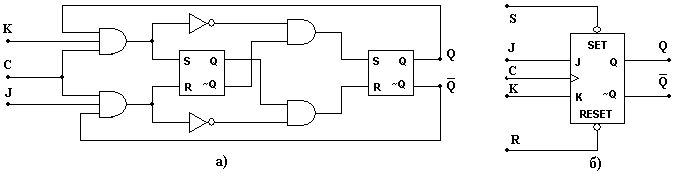 K
C
J
S Q
R ~Q
S Q
R ~Q
Q
Q̅
а)
S
J
C
K
R
SET
J Q
K ~Q
RESET
Q
Q̅
б)